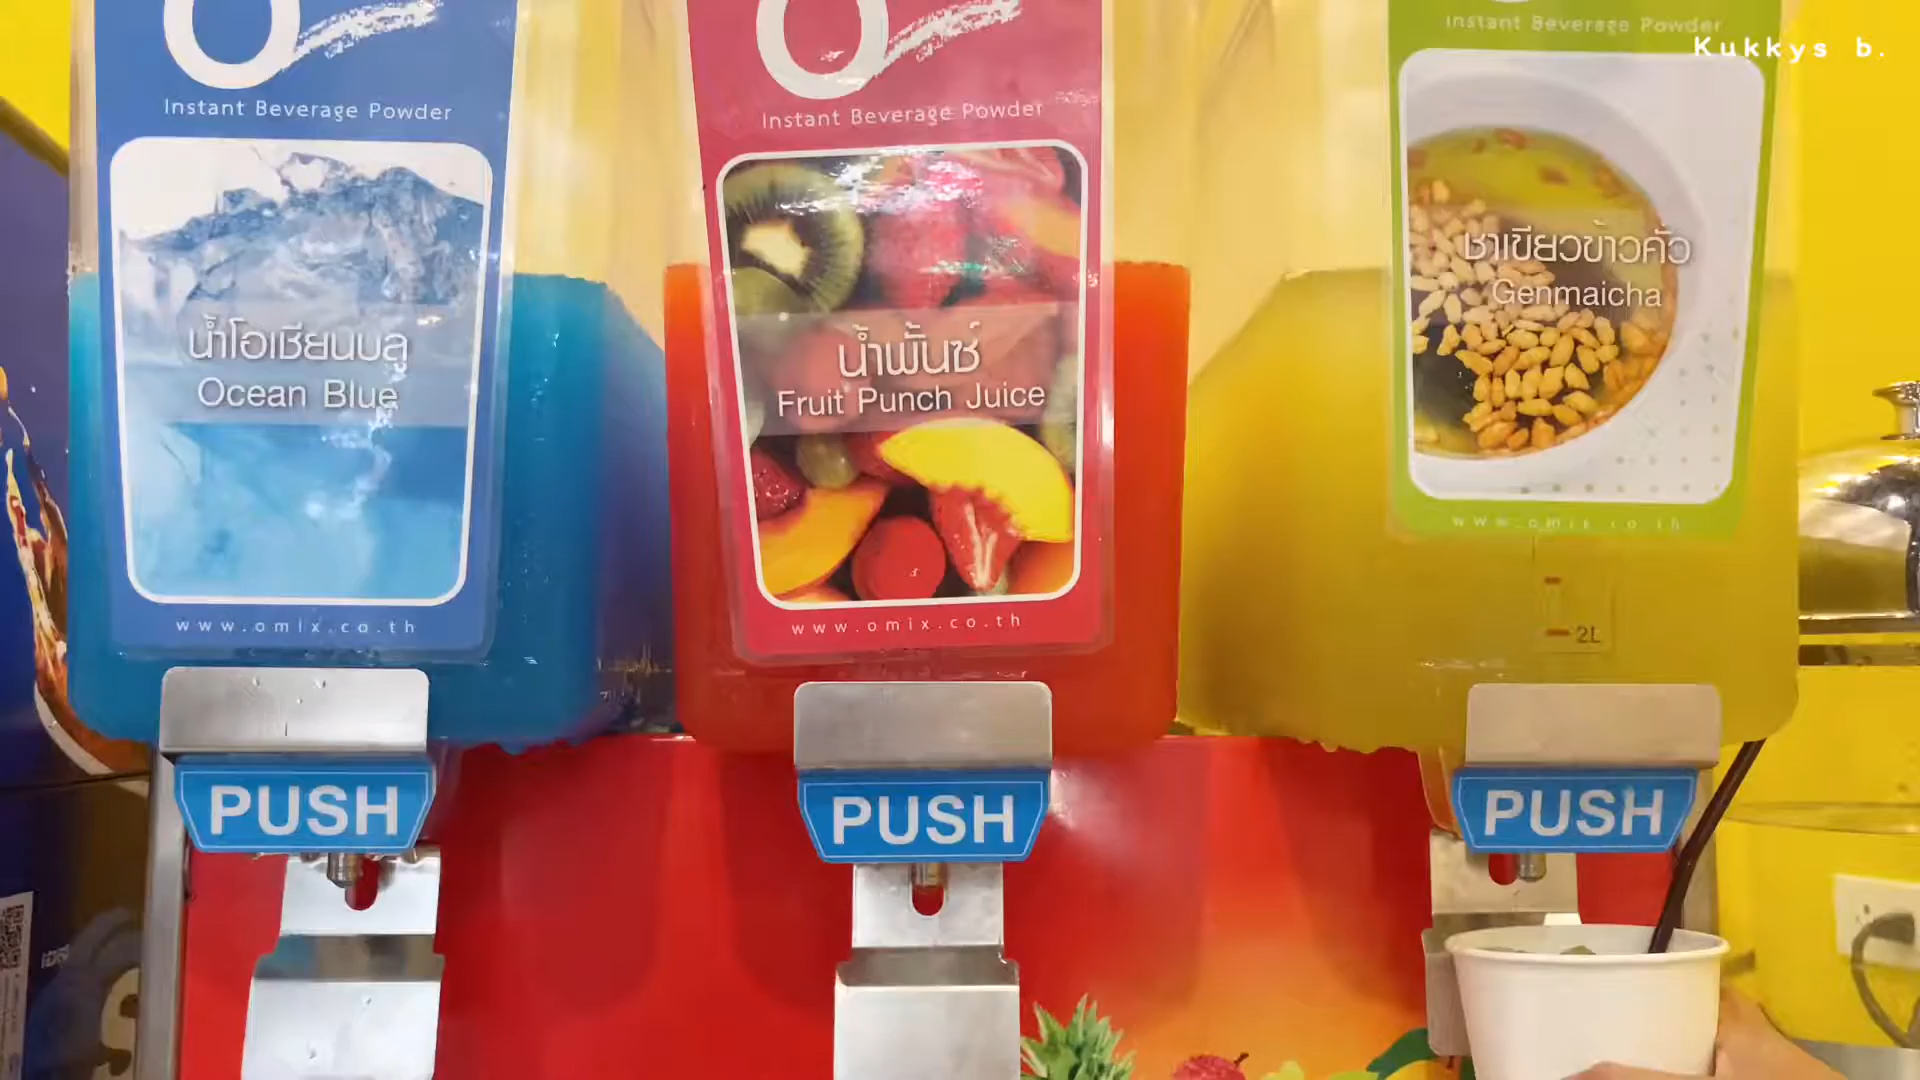 Kukkys b.
Instant Beverage Powder
น้ำโอเชียนบลู
Ocean Blue
www.omix.co.th
PUSH
Instant Beverage Powder
น้ำพั้นซ์
Fruit Punch Juice
www.omix.co.th
PUSH
Instant Beverage Powder
ชาเขียวข้าวคั่ว
Genmaicha
www.omix.co.th
2L
PUSH